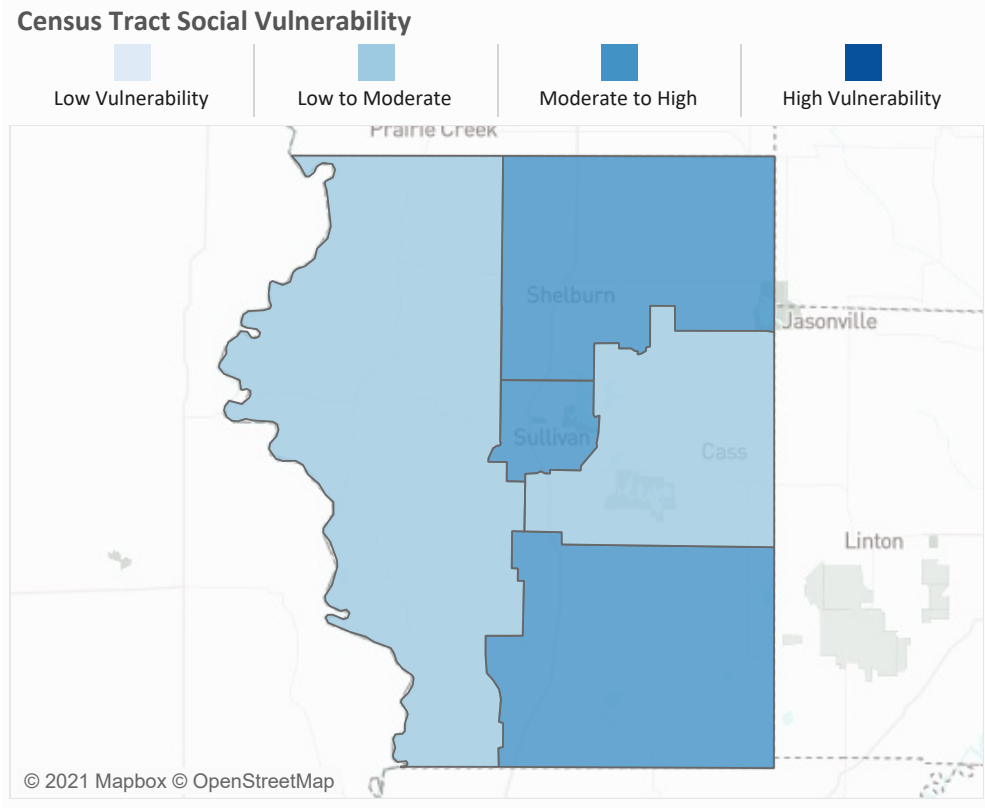 Census Tract Social Vulnerability
Low Vulnerability
Low to Moderate
Moderate to High
High Vulnerability
Prairie Creek
Shelburn
Jasonville
Sullivan
Cass
Linton
© 2021 Mapbox © OpenStreetMap